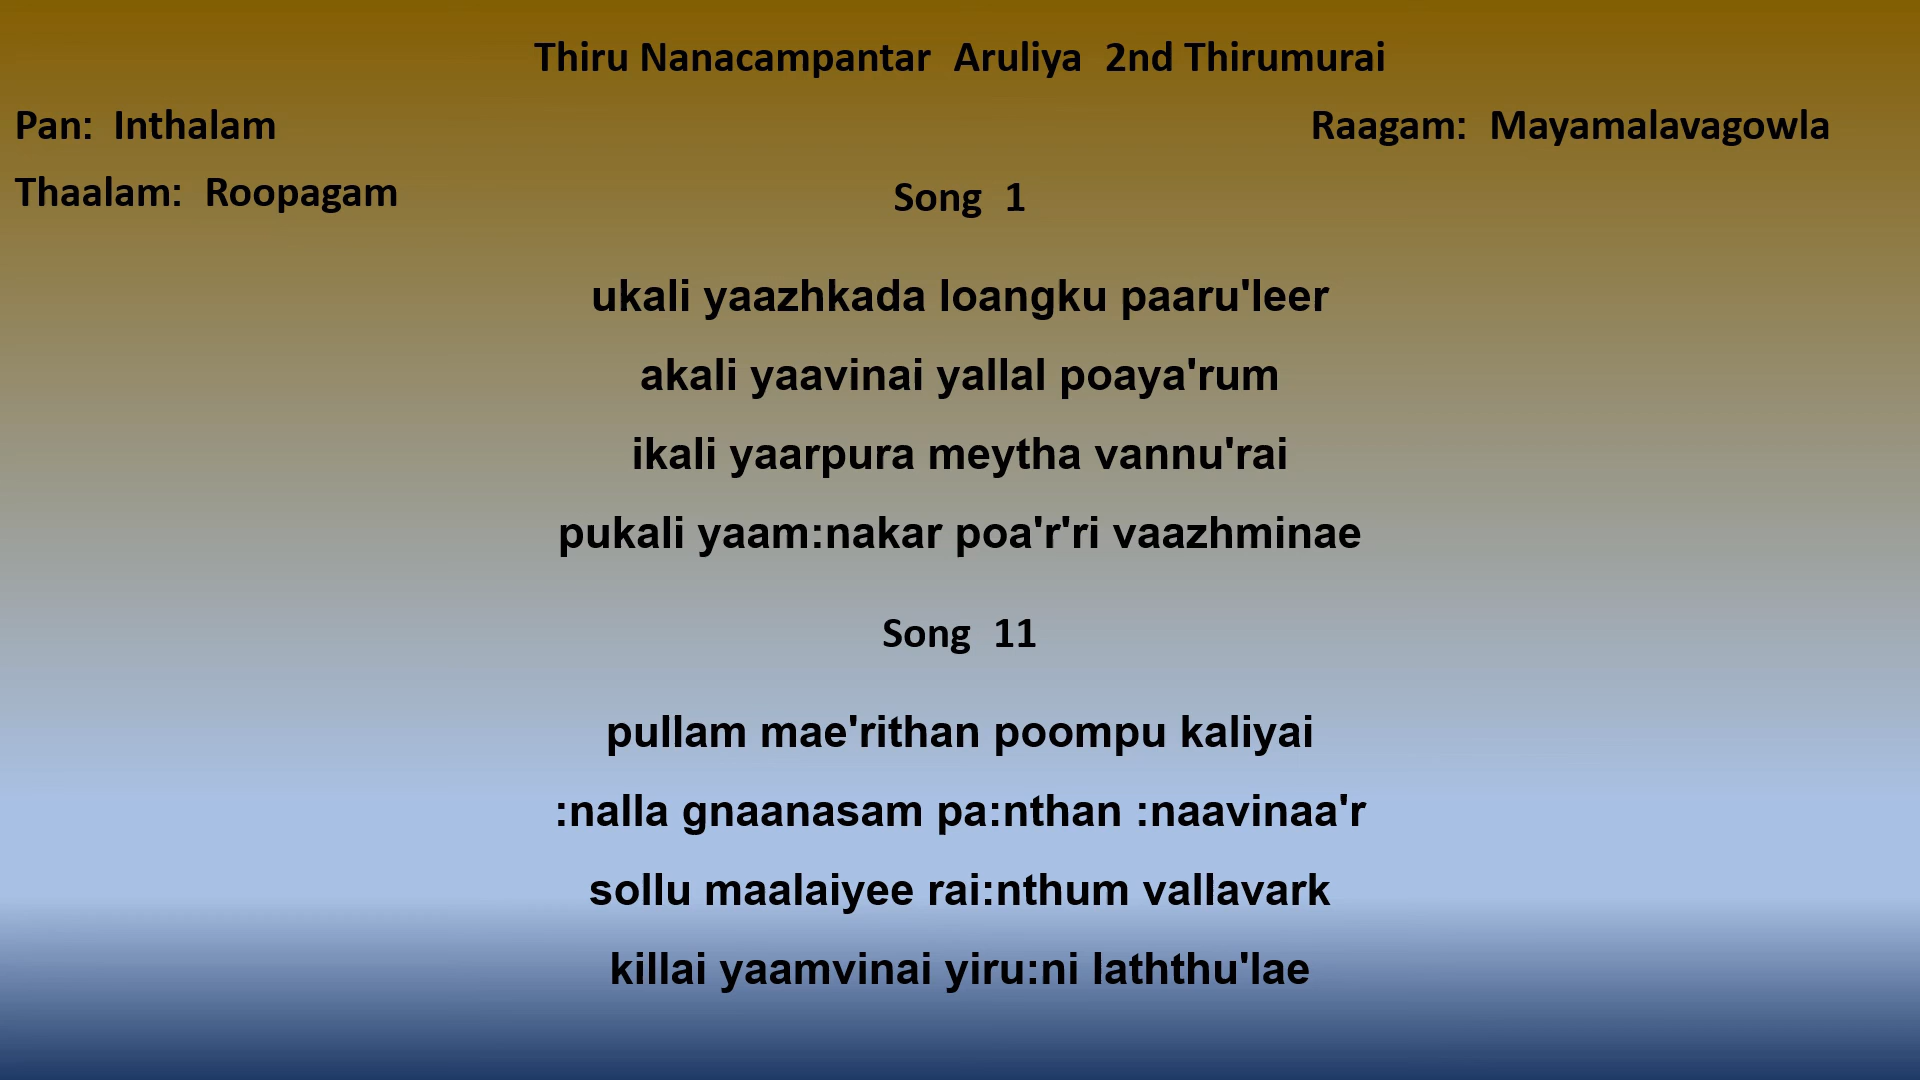 Thiru Nanacampantar Aruliya 2nd Thirumurai
Pan: Inthalam
Raagam: Mayamalavagowla
Thaalam: Roopagam
Song 1
ukali yaazhkada loangku paaru'leer
akali yaavinai yallal poaya'rum
ikali yaarpura meytha vannu'rai
pukali yaam:nakar poa'r'ri vaazhminae
Song 11
pullam mae'rithan poompu kaliyai
:nalla gnaanasam pa:nthan :naavinaa'r
sollu maalaiyee rai:nthum vallavark
killai yaamvinai yiru:ni laththu'lae